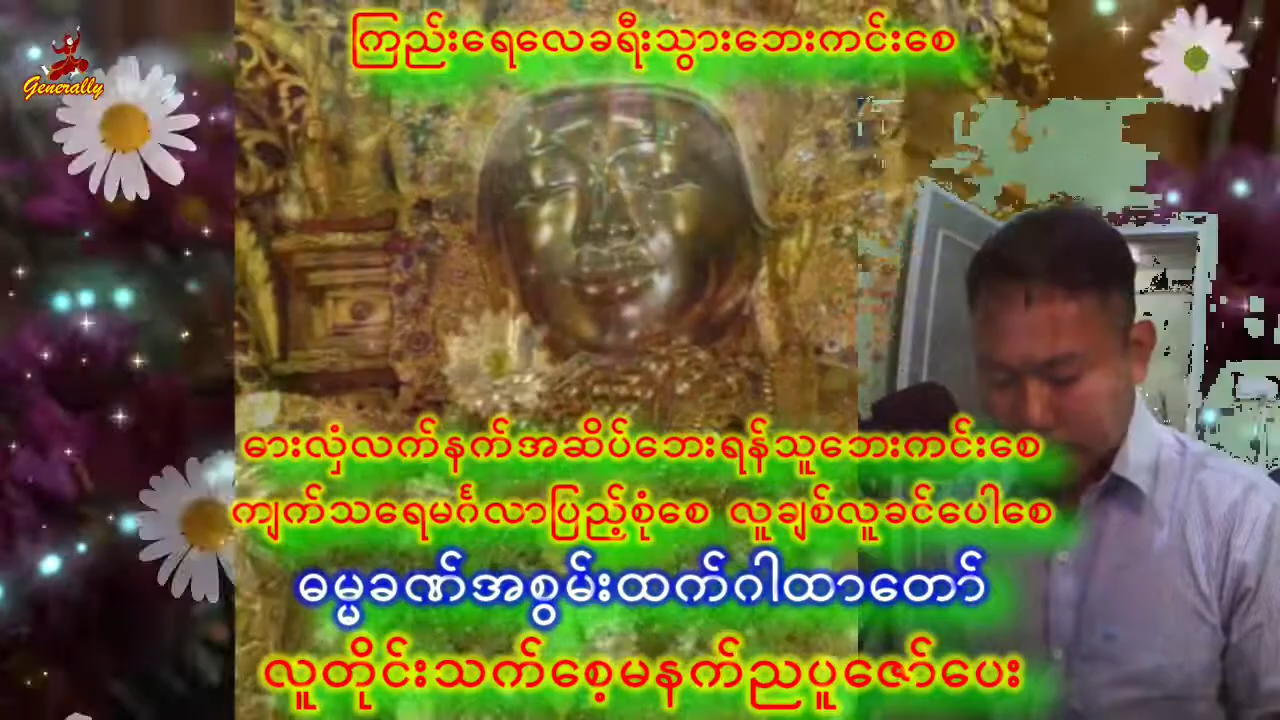 ကြည်းရေလေခရီးသွားဘေးကင်းစေ
Generally
ဓားလှံလက်နက်အဆိပ်ဘေးရန်သူဘေးကင်းစေ
ကျက်သရေမင်္ဂလာပြည့်စုံစေ လူချစ်လူခင်ပေါစေ
ဓမ္မခဏ်အစွမ်းထက်ဂါထာတော်
လူတိုင်းသက်စေ့မနက်ညပူဇော်ပေး